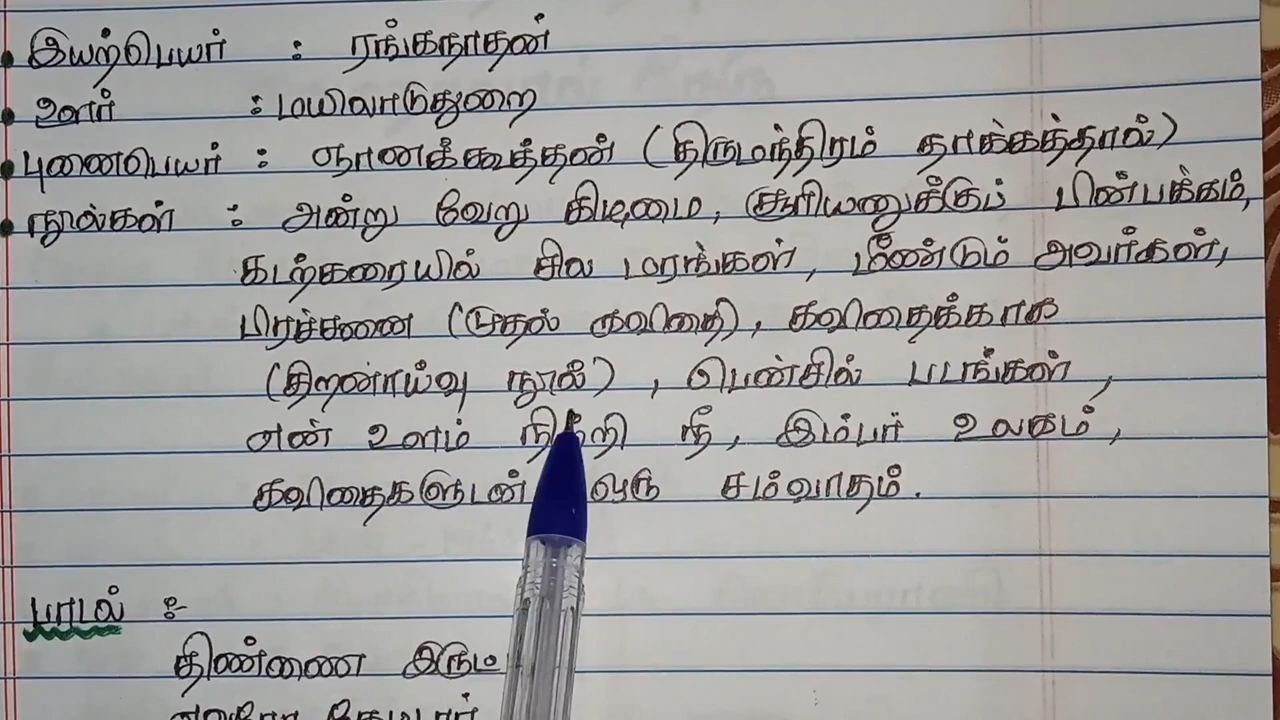 இயற்பெயர் : ரங்கநாதன்
ஊர் : மயிலாடுதுறை
புனைபெயர் : ஞானக்கூத்தன் (திருமந்திரம் தாக்கத்தால்)
நூல்கள் : அன்று வேறு கிழமை, சூரியனுக்குப் பின்பக்கம்,
கடற்கரையில் சில மரங்கள், மீண்டும் அவர்கள்,
பிரச்சனை (முதல் கவிதை), கவிதைக்காக
(திறனாய்வு நூல்), பென்சில் படங்கள்,
என் உளம் நிற்றி நீ, இம்பர் உலகம்,
கவிதைகளுடன் ஒரு சம்வாதம்.
பாடல் :-
திண்ணை இரும